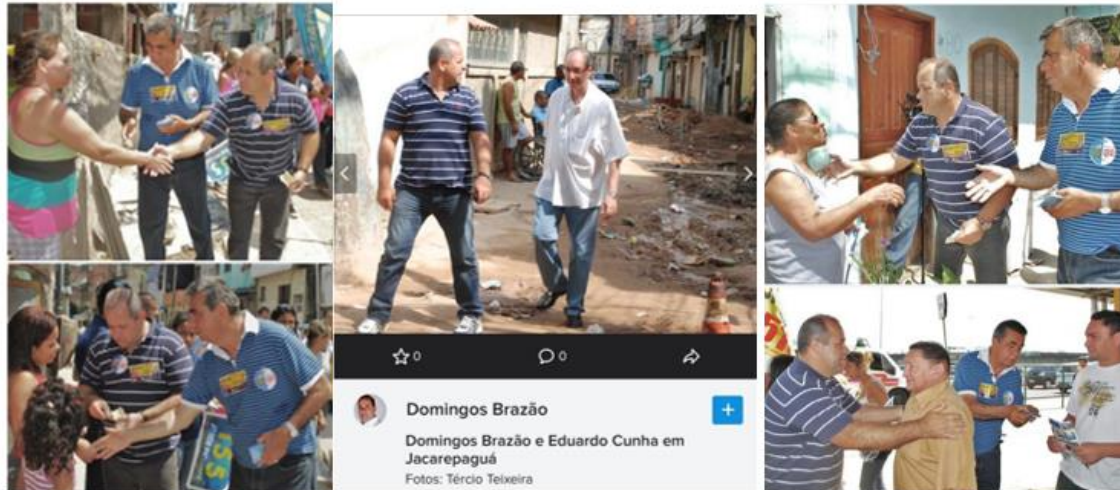 0
0
Domingos Brazão
Domingos Brazão e Eduardo Cunha em
Jacarepaguá
Fotos: Tércio Teixeira